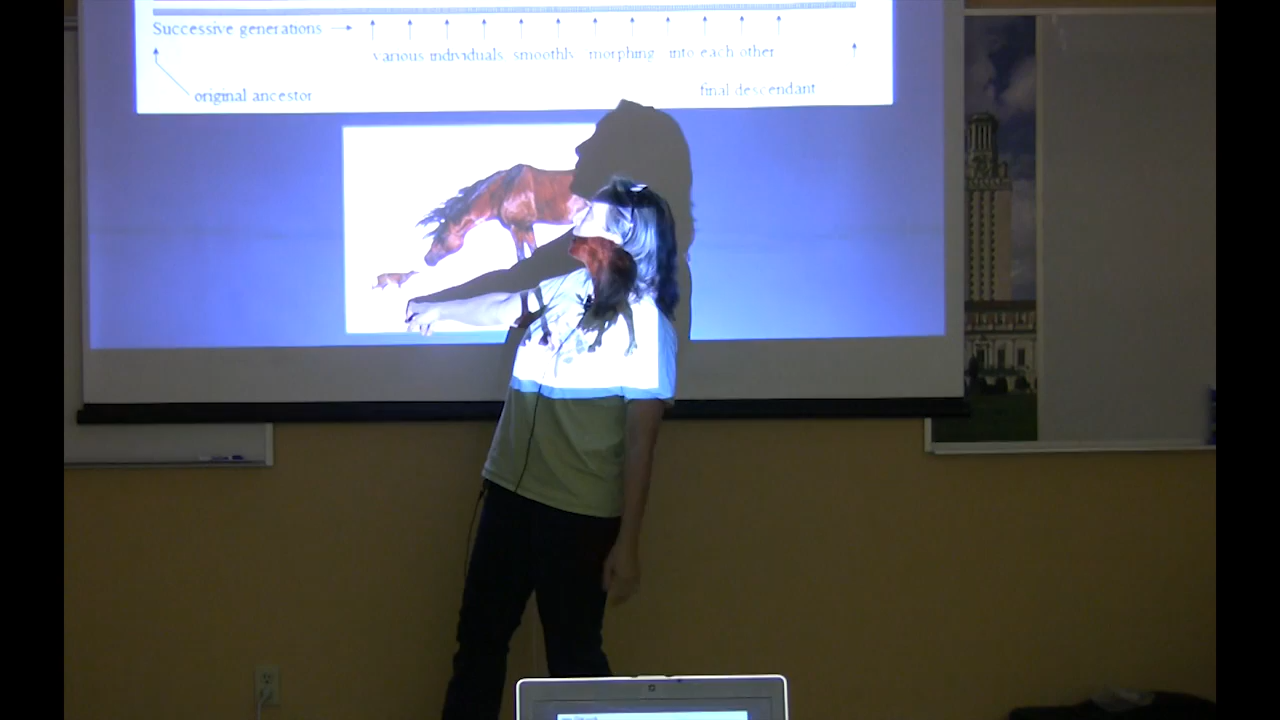 Successive generations →
various individuals smoothly morphing into each other
original ancestor
final descendant